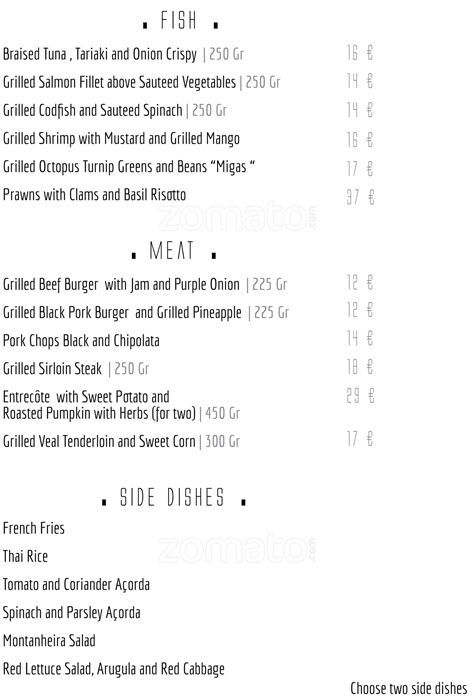 . FISH .
Braised Tuna , Tariaki and Onion Crispy | 250 Gr 16 €
Grilled Salmon Fillet above Sauteed Vegetables | 250 Gr 14 €
Grilled Codfish and Sauteed Spinach | 250 Gr 14 €
Grilled Shrimp with Mustard and Grilled Mango 16 €
Grilled Octopus Turnip Greens and Beans “Migas “ 17 €
Prawns with Clams and Basil Risotto 37 €
zomato.com
. MEAT .
Grilled Beef Burger with Jam and Purple Onion | 225 Gr 12 €
Grilled Black Pork Burger and Grilled Pineapple | 225 Gr 12 €
Pork Chops Black and Chipolata 14 €
Grilled Sirloin Steak | 250 Gr 18 €
Entrecôte with Sweet Potato and 29 €
Roasted Pumpkin with Herbs (for two) | 450 Gr
Grilled Veal Tenderloin and Sweet Corn | 300 Gr 17 €
. SIDE DISHES .
French Fries
Thai Rice
zomato.com
Tomato and Coriander Açorda
Spinach and Parsley Açorda
Montanheira Salad
Red Lettuce Salad, Arugula and Red Cabbage
Choose two side dishes